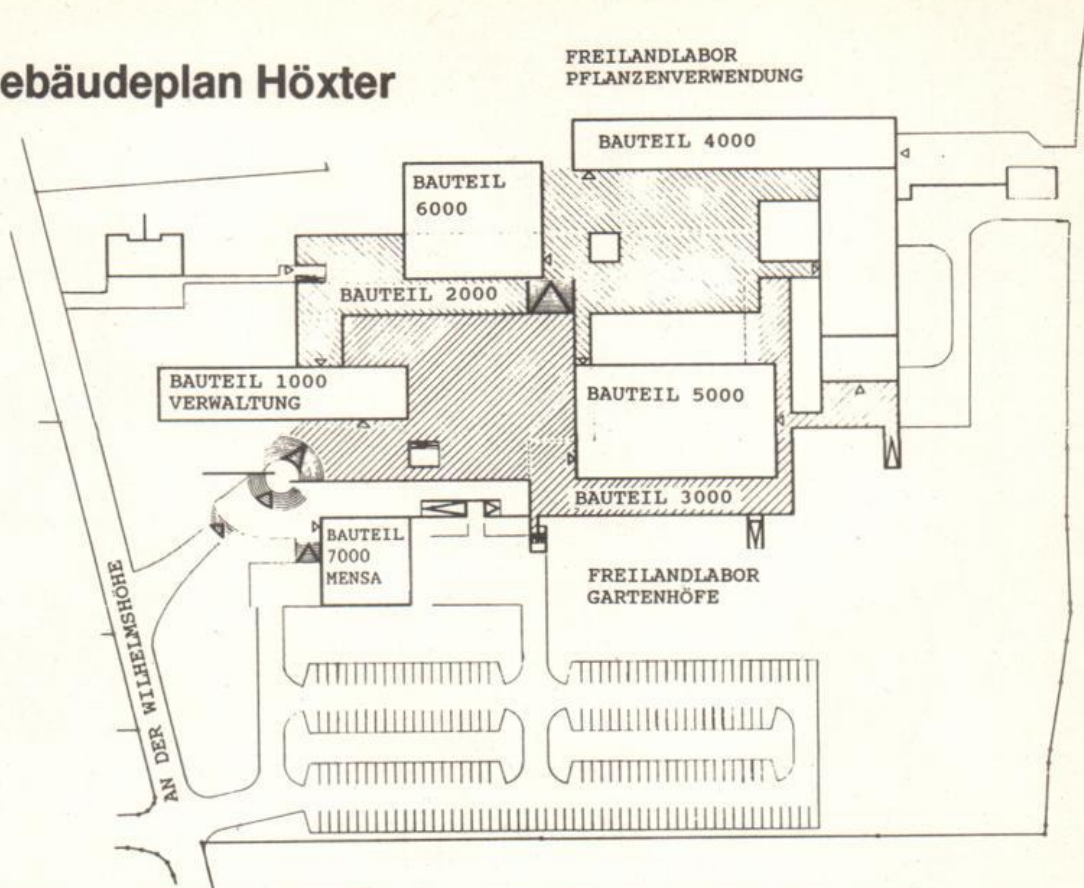 ebäudeplan Höxter
FREILANDLABOR
PFLANZENVERWENDUNG
BAUTEIL 4000
BAUTEIL
6000
BAUTEIL 2000
BAUTEIL 1000
VERWALTUNG
BAUTEIL 5000
BAUTEIL 3000
BAUTEIL
7000
MENSA
FREILANDLABOR
GARTENHÖFE
AN DER WILHELMSHÖHE